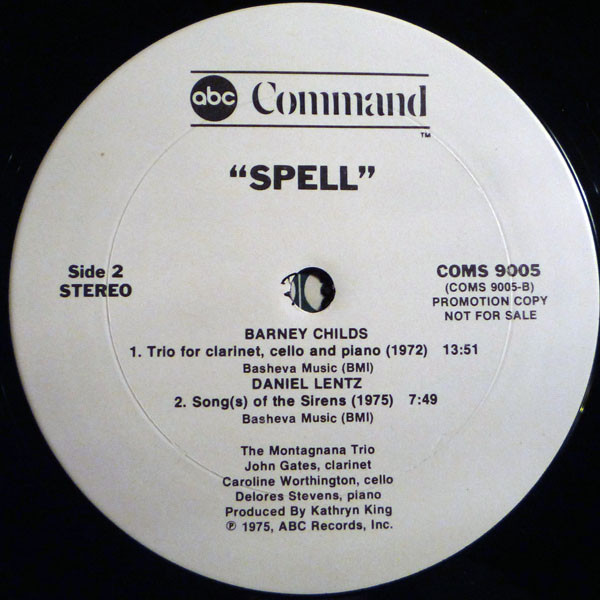 abc Command
TM
"SPELL"
Side 2
STEREO
COMS 9005
(COMS 9005-B)
PROMOTION COPY
NOT FOR SALE
BARNEY CHILDS
1. Trio for clarinet, cello and piano (1972) 13:51
Basheva Music (BMI)
DANIEL LENTZ
2. Song(s) of the Sirens (1975) 7:49
Basheva Music (BMI)
The Montagnana Trio
John Gates, clarinet
Caroline Worthington, cello
Delores Stevens, piano
Produced By Kathryn King
℗ 1975, ABC Records, Inc.